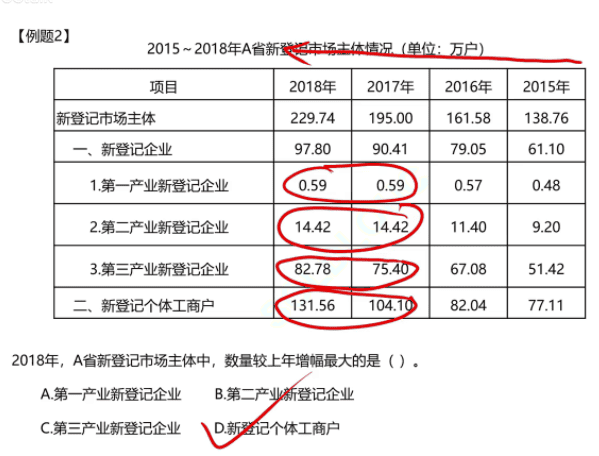 【例题2】
2015～2018年A省新登记市场主体情况（单位：万户）
项目 2018年 2017年 2016年 2015年
新登记市场主体 229.74 195.00 161.58 138.76
一、新登记企业 97.80 90.41 79.05 61.10
1.第一产业新登记企业 0.59 0.59 0.57 0.48
2.第二产业新登记企业 14.42 14.42 11.40 9.20
3.第三产业新登记企业 82.78 75.40 67.08 51.42
二、新登记个体工商户 131.56 104.10 82.04 77.11
2018年，A省新登记市场主体中，数量较上年增幅最大的是（ ）。
A.第一产业新登记企业 B.第二产业新登记企业
C.第三产业新登记企业 D.新登记个体工商户